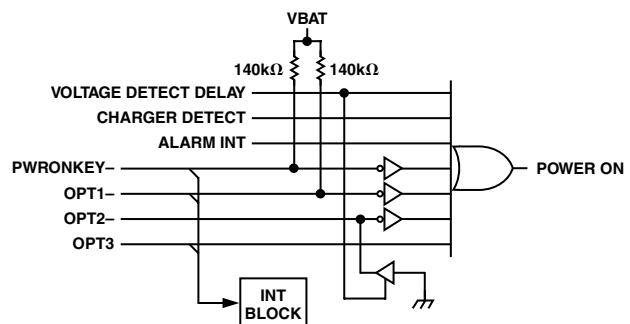 VBAT
140kΩ 140kΩ
VOLTAGE DETECT DELAY
CHARGER DETECT
ALARM INT
PWRONKEY–
POWER ON
OPT1–
OPT2–
OPT3
INT
BLOCK